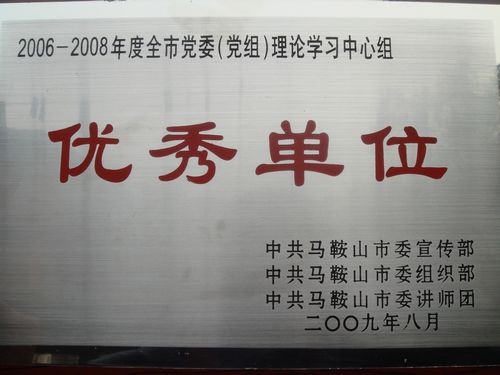 2006-2008年度全市党委(党组)理论学习中心组
优秀单位
中共马鞍山市委宣传部
中共马鞍山市委组织部
中共马鞍山市委讲师团
二〇〇九年八月